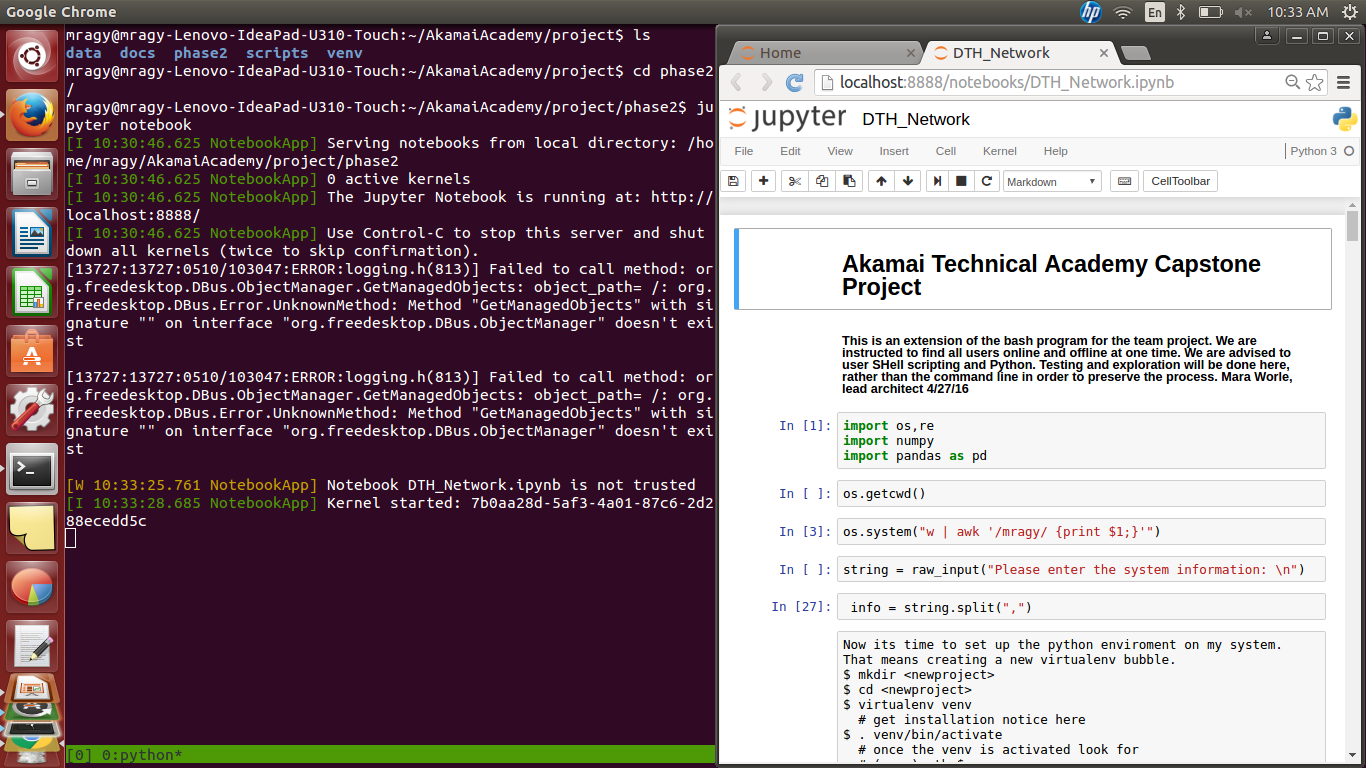 Google Chrome
En
10:33 AM
mragy@mragy-Lenovo-IdeaPad-U310-Touch:~/AkamaiAcademy/project$ ls
data  docs  phase2  scripts  venv
mragy@mragy-Lenovo-IdeaPad-U310-Touch:~/AkamaiAcademy/project$ cd phase2
/
mragy@mragy-Lenovo-IdeaPad-U310-Touch:~/AkamaiAcademy/project/phase2$ ju
pyter notebook
[I 10:30:46.625 NotebookApp] Serving notebooks from local directory: /ho
me/mragy/AkamaiAcademy/project/phase2
[I 10:30:46.625 NotebookApp] 0 active kernels
[I 10:30:46.625 NotebookApp] The Jupyter Notebook is running at: http://
localhost:8888/
[I 10:30:46.625 NotebookApp] Use Control-C to stop this server and shut
down all kernels (twice to skip confirmation).
[13727:13727:0510/103047:ERROR:logging.h(813)] Failed to call method: or
g.freedesktop.DBus.ObjectManager.GetManagedObjects: object_path= /: org.
freedesktop.DBus.Error.UnknownMethod: Method "GetManagedObjects" with si
gnature "" on interface "org.freedesktop.DBus.ObjectManager" doesn't exi
st
[13727:13727:0510/103047:ERROR:logging.h(813)] Failed to call method: or
g.freedesktop.DBus.ObjectManager.GetManagedObjects: object_path= /: org.
freedesktop.DBus.Error.UnknownMethod: Method "GetManagedObjects" with si
gnature "" on interface "org.freedesktop.DBus.ObjectManager" doesn't exi
st
[W 10:33:25.761 NotebookApp] Notebook DTH_Network.ipynb is not trusted
[I 10:33:28.685 NotebookApp] Kernel started: 7b0aa28d-5af3-4a01-87c6-2d2
88ecedd5c
[0] 0:python*
Home
DTH_Network
localhost:8888/notebooks/DTH_Network.ipynb
jupyter DTH_Network
File Edit View Insert Cell Kernel Help
Python 3
Markdown
CellToolbar
Akamai Technical Academy Capstone
Project
This is an extension of the bash program for the team project. We are
instructed to find all users online and offline at one time. We are advised to
user SHell scripting and Python. Testing and exploration will be done here,
rather than the command line in order to preserve the process. Mara Worle,
lead architect 4/27/16
In [1]: import os,re
import numpy
import pandas as pd
In [ ]: os.getcwd()
In [3]: os.system("w | awk '/mragy/ {print $1;}'")
In [ ]: string = raw_input("Please enter the system information: \n")
In [27]: info = string.split(",")
Now its time to set up the python enviroment on my system.
That means creating a new virtualenv bubble.
$ mkdir <newproject>
$ cd <newproject>
$ virtualenv venv
# get installation notice here
$ . venv/bin/activate
# once the venv is activated look for